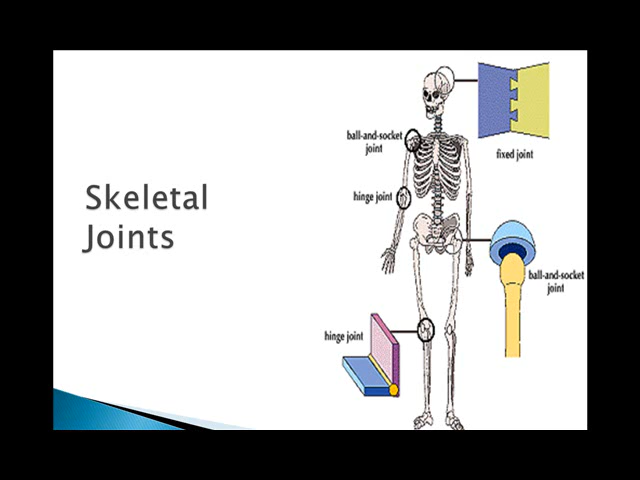 Skeletal
Joints
fixed joint
ball-and-socket
joint
hinge joint
ball-and-socket
joint
hinge joint